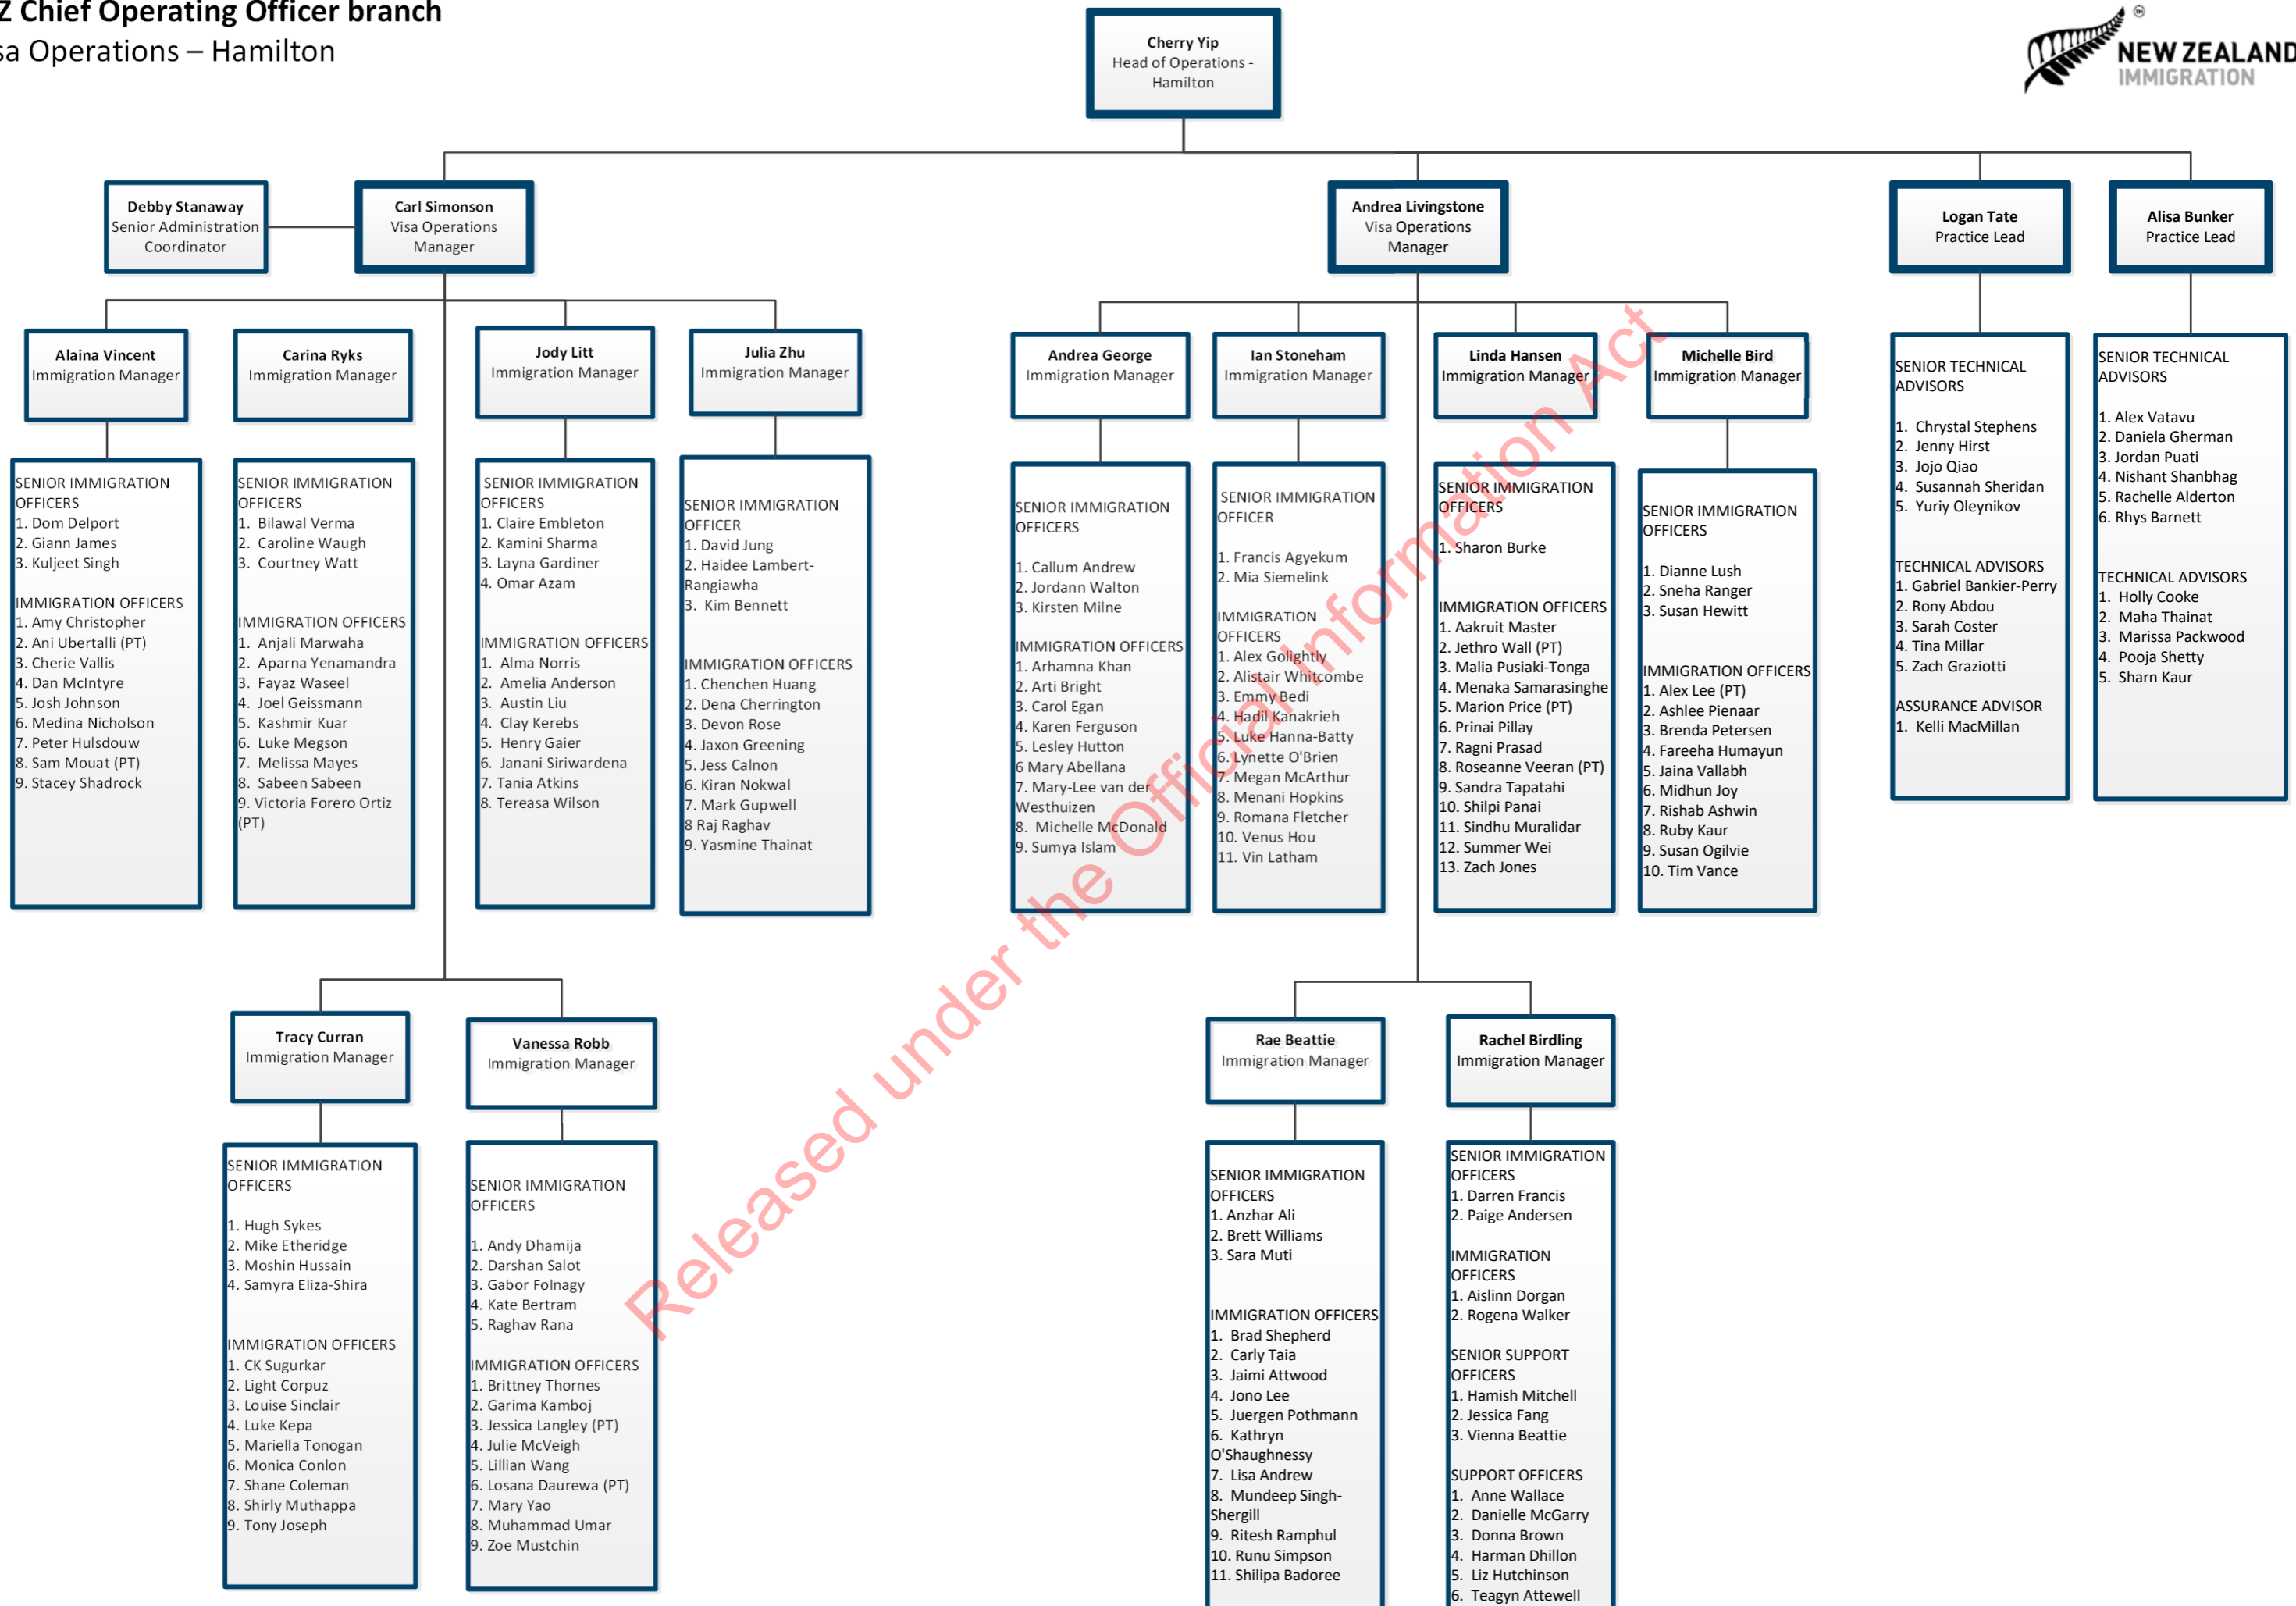 Z Chief Operating Officer branch
sa Operations – Hamilton
NEW ZEALAND
IMMIGRATION
Cherry Yip
Head of Operations -
Hamilton
Debby Stanaway
Senior Administration
Coordinator
Carl Simonson
Visa Operations
Manager
Andrea Livingstone
Visa Operations
Manager
Logan Tate
Practice Lead
Alisa Bunker
Practice Lead
Alaina Vincent
Immigration Manager
Carina Ryks
Immigration Manager
Jody Litt
Immigration Manager
Julia Zhu
Immigration Manager
Andrea George
Immigration Manager
Ian Stoneham
Immigration Manager
Linda Hansen
Immigration Manager
Michelle Bird
Immigration Manager
SENIOR IMMIGRATION
OFFICERS
1. Dom Delport
2. Giann James
3. Kuljeet Singh
IMMIGRATION OFFICERS
1. Amy Christopher
2. Ani Ubertalli (PT)
3. Cherie Vallis
4. Dan McIntyre
5. Josh Johnson
6. Medina Nicholson
7. Peter Hulsdouw
8. Sam Mouat (PT)
9. Stacey Shadrock
SENIOR IMMIGRATION
OFFICERS
1. Bilawal Verma
2. Caroline Waugh
3. Courtney Watt
IMMIGRATION OFFICERS
1. Anjali Marwaha
2. Aparna Yenamandra
3. Fayaz Waseel
4. Joel Geissmann
5. Kashmir Kuar
6. Luke Megson
7. Melissa Mayes
8. Sabeen Sabeen
9. Victoria Forero Ortiz
(PT)
SENIOR IMMIGRATION
OFFICERS
1. Claire Embleton
2. Kamini Sharma
3. Layna Gardiner
4. Omar Azam
IMMIGRATION OFFICERS
1. Alma Norris
2. Amelia Anderson
3. Austin Liu
4. Clay Kerebs
5. Henry Gaier
6. Janani Siriwardena
7. Tania Atkins
8. Tereasa Wilson
SENIOR IMMIGRATION
OFFICER
1. David Jung
2. Haidee Lambert-
Rangiawha
3. Kim Bennett
IMMIGRATION OFFICERS
1. Chenchen Huang
2. Dena Cherrington
3. Devon Rose
4. Jaxon Greening
5. Jess Calnon
6. Kiran Nokwal
7. Mark Gupwell
8 Raj Raghav
9. Yasmine Thainat
SENIOR IMMIGRATION
OFFICERS
1. Callum Andrew
2. Jordann Walton
3. Kirsten Milne
IMMIGRATION OFFICERS
1. Arhamna Khan
2. Arti Bright
3. Carol Egan
4. Karen Ferguson
5. Lesley Hutton
6 Mary Abellana
7. Mary-Lee van der
Westhuizen
8. Michelle McDonald
9. Sumya Islam
SENIOR IMMIGRATION
OFFICER
1. Francis Agyekum
2. Mia Siemelink
IMMIGRATION
OFFICERS
1. Alex Golightly
2. Alistair Whitcombe
3. Emmy Bedi
4. Hadil Kanakrieh
5. Luke Hanna-Batty
6. Lynette O'Brien
7. Megan McArthur
8. Menani Hopkins
9. Romana Fletcher
10. Venus Hou
11. Vin Latham
SENIOR IMMIGRATION
OFFICERS
1. Sharon Burke
IMMIGRATION OFFICERS
1. Aakruit Master
2. Jethro Wall (PT)
3. Malia Pusiaki-Tonga
4. Menaka Samarasinghe
5. Marion Price (PT)
6. Prinai Pillay
7. Ragni Prasad
8. Roseanne Veeran (PT)
9. Sandra Tapatahi
10. Shilpi Panai
11. Sindhu Muralidar
12. Summer Wei
13. Zach Jones
SENIOR IMMIGRATION
OFFICERS
1. Dianne Lush
2. Sneha Ranger
3. Susan Hewitt
IMMIGRATION OFFICERS
1. Alex Lee (PT)
2. Ashlee Pienaar
3. Brenda Petersen
4. Fareeha Humayun
5. Jaina Vallabh
6. Midhun Joy
7. Rishab Ashwin
8. Ruby Kaur
9. Susan Ogilvie
10. Tim Vance
SENIOR TECHNICAL
ADVISORS
1. Chrystal Stephens
2. Jenny Hirst
3. Jojo Qiao
4. Susannah Sheridan
5. Yuriy Oleynikov
TECHNICAL ADVISORS
1. Gabriel Bankier-Perry
2. Rony Abdou
3. Sarah Coster
4. Tina Millar
5. Zach Graziotti
ASSURANCE ADVISOR
1. Kelli MacMillan
SENIOR TECHNICAL
ADVISORS
1. Alex Vatavu
2. Daniela Gherman
3. Jordan Puati
4. Nishant Shanbhag
5. Rachelle Alderton
6. Rhys Barnett
TECHNICAL ADVISORS
1. Holly Cooke
2. Maha Thainat
3. Marissa Packwood
4. Pooja Shetty
5. Sharn Kaur
Tracy Curran
Immigration Manager
Vanessa Robb
Immigration Manager
Rae Beattie
Immigration Manager
Rachel Birdling
Immigration Manager
SENIOR IMMIGRATION
OFFICERS
1. Hugh Sykes
2. Mike Etheridge
3. Moshin Hussain
4. Samyra Eliza-Shira
IMMIGRATION OFFICERS
1. CK Sugurkar
2. Light Corpuz
3. Louise Sinclair
4. Luke Kepa
5. Mariella Tonogan
6. Monica Conlon
7. Shane Coleman
8. Shirly Muthappa
9. Tony Joseph
SENIOR IMMIGRATION
OFFICERS
1. Andy Dhamija
2. Darshan Salot
3. Gabor Folnagy
4. Kate Bertram
5. Raghav Rana
IMMIGRATION OFFICERS
1. Brittney Thornes
2. Garima Kamboj
3. Jessica Langley (PT)
4. Julie McVeigh
5. Lillian Wang
6. Losana Daurewa (PT)
7. Mary Yao
8. Muhammad Umar
9. Zoe Mustchin
SENIOR IMMIGRATION
OFFICERS
1. Anzhar Ali
2. Brett Williams
3. Sara Muti
IMMIGRATION OFFICERS
1. Brad Shepherd
2. Carly Taia
3. Jaimi Attwood
4. Jono Lee
5. Juergen Pothmann
6. Kathryn
O'Shaughnessy
7. Lisa Andrew
8. Mundeep Singh-
Shergill
9. Ritesh Ramphul
10. Runu Simpson
11. Shilipa Badoree
SENIOR IMMIGRATION
OFFICERS
1. Darren Francis
2. Paige Andersen
IMMIGRATION
OFFICERS
1. Aislinn Dorgan
2. Rogena Walker
SENIOR SUPPORT
OFFICERS
1. Hamish Mitchell
2. Jessica Fang
3. Vienna Beattie
SUPPORT OFFICERS
1. Anne Wallace
2. Danielle McGarry
3. Donna Brown
4. Harman Dhillon
5. Liz Hutchinson
6. Teagyn Attewell
Released under the Official Information Act